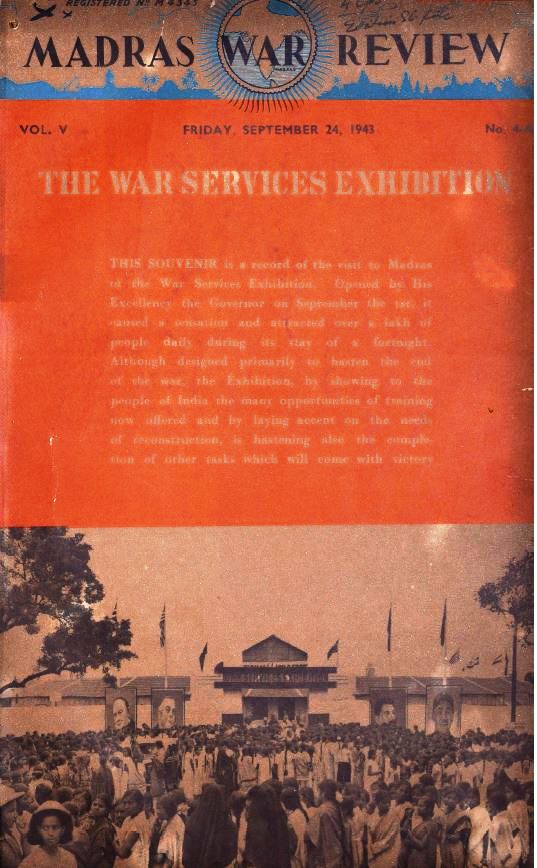 REGISTERED Nº M 4345
MADRAS WAR REVIEW
VOL. V FRIDAY, SEPTEMBER 24, 1943 No.
THE WAR SERVICES EXHIBITION
THIS SOUVENIR is a record of the visit to Madras
of the War Services Exhibition. Opened by His
Excellency the Governor on September the 1st, it
caused a sensation and attracted over a lakh of
people daily during its stay of a fortnight.
Although designed primarily to hasten the end
of the war, the Exhibition, by showing to the
people of India the many opportunities of training
now offered and by laying accent on the needs
of reconstruction, is hastening also the comple-
tion of other tasks which will come with victory